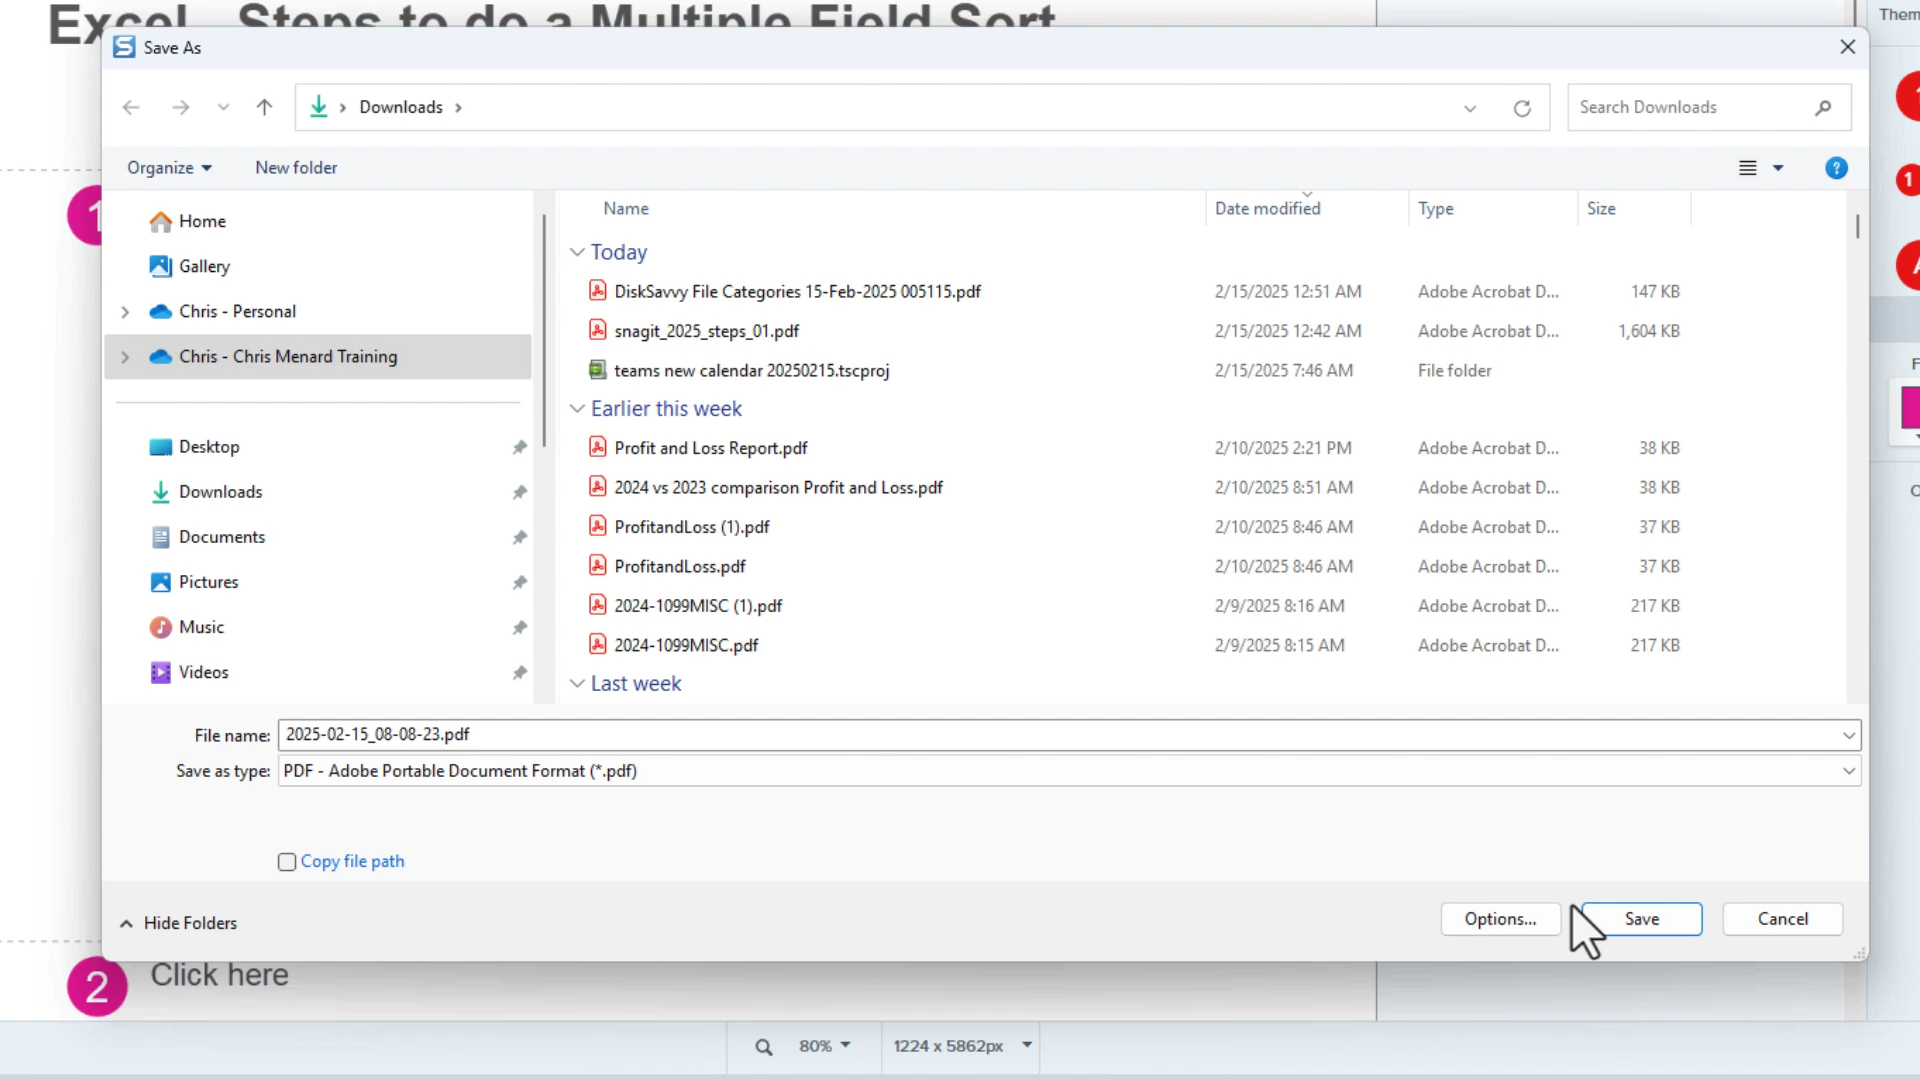 Excel - Steps to do a Multiple Field Sort
Them
Save As
Downloads
Search Downloads
Organize
New folder
?
1
1
Home
Gallery
Chris - Personal
Chris - Chris Menard Training
Desktop
Downloads
Documents
Pictures
Music
Videos
Name Date modified Type Size
Today
DiskSavvy File Categories 15-Feb-2025 005115.pdf 2/15/2025 12:51 AM Adobe Acrobat D... 147 KB
snagit_2025_steps_01.pdf 2/15/2025 12:42 AM Adobe Acrobat D... 1,604 KB
teams new calendar 20250215.tscproj 2/15/2025 7:46 AM File folder
Earlier this week
Profit and Loss Report.pdf 2/10/2025 2:21 PM Adobe Acrobat D... 38 KB
2024 vs 2023 comparison Profit and Loss.pdf 2/10/2025 8:51 AM Adobe Acrobat D... 38 KB
ProfitandLoss (1).pdf 2/10/2025 8:46 AM Adobe Acrobat D... 37 KB
ProfitandLoss.pdf 2/10/2025 8:46 AM Adobe Acrobat D... 37 KB
2024-1099MISC (1).pdf 2/9/2025 8:16 AM Adobe Acrobat D... 217 KB
2024-1099MISC.pdf 2/9/2025 8:15 AM Adobe Acrobat D... 217 KB
Last week
File name: 2025-02-15_08-08-23.pdf
Save as type: PDF - Adobe Portable Document Format (*.pdf)
Copy file path
Hide Folders
Options...
Save
Cancel
2 Click here
80%
1224 x 5862px